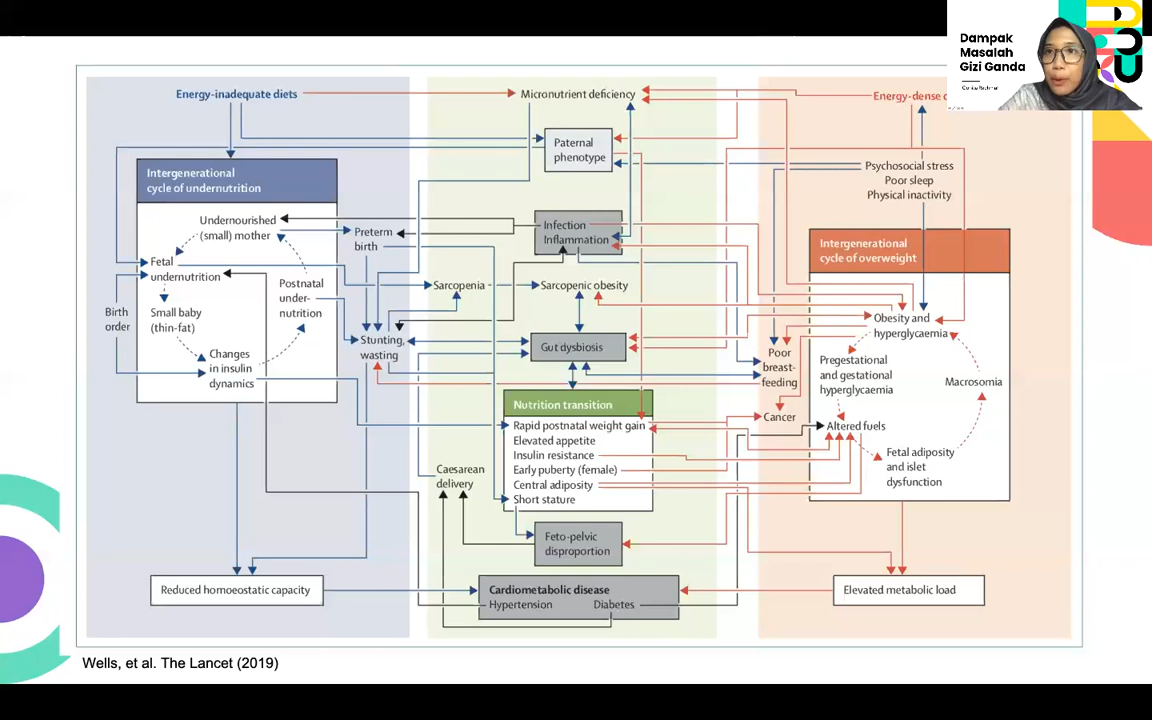 Dampak
Masalah
Gizi Ganda
Energy-inadequate diets
Micronutrient deficiency
Energy-dense
Paternal
phenotype
Psychosocial stress
Poor sleep
Physical inactivity
Intergenerational
cycle of undernutrition
Undernourished
(small) mother
Preterm
birth
Infection
Inflammation
Intergenerational
cycle of overweight
Fetal
undernutrition
Postnatal
under-
nutrition
Sarcopenia
Sarcopenic obesity
Birth
order
Small baby
(thin-fat)
Obesity and
hyperglycaemia
Changes
in insulin
dynamics
Stunting,
wasting
Gut dysbiosis
Poor
breast-
feeding
Pregestational
and gestational
hyperglycaemia
Macrosomia
Nutrition transition
Rapid postnatal weight gain
Elevated appetite
Insulin resistance
Early puberty (female)
Central adiposity
Short stature
Cancer
Altered fuels
Fetal adiposity
and islet
dysfunction
Caesarean
delivery
Feto-pelvic
disproportion
Reduced homoeostatic capacity
Cardiometabolic disease
Hypertension Diabetes
Elevated metabolic load
Wells, et al. The Lancet (2019)